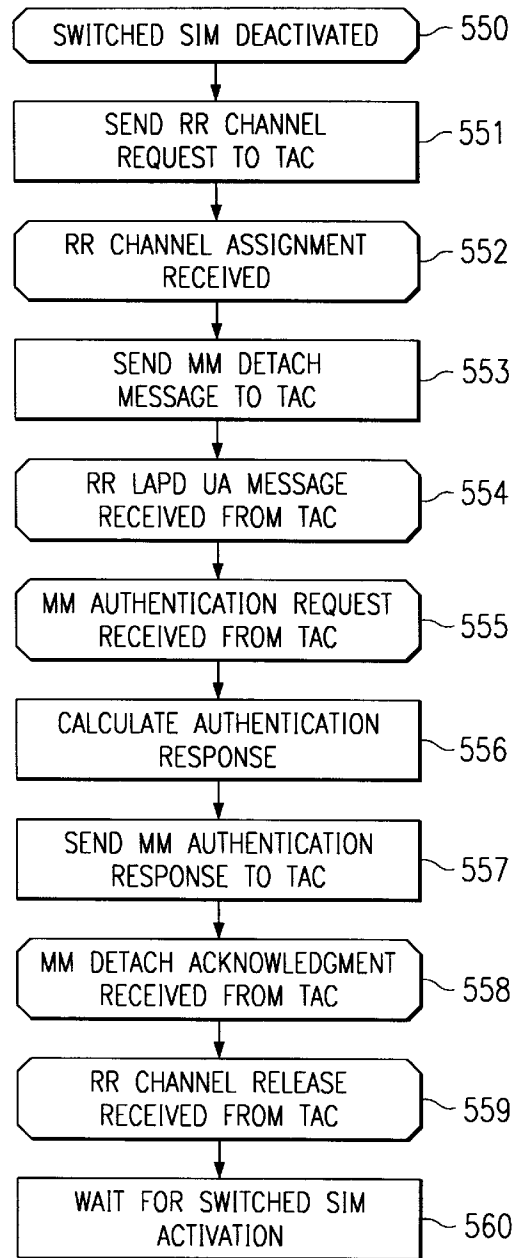 SWITCHED SIM DEACTIVATED
550
SEND RR CHANNEL
REQUEST TO TAC
551
RR CHANNEL ASSIGNMENT
RECEIVED
552
SEND MM DETACH
MESSAGE TO TAC
553
RR LAPD UA MESSAGE
RECEIVED FROM TAC
554
MM AUTHENTICATION REQUEST
RECEIVED FROM TAC
555
CALCULATE AUTHENTICATION
RESPONSE
556
SEND MM AUTHENTICATION
RESPONSE TO TAC
557
MM DETACH ACKNOWLEDGMENT
RECEIVED FROM TAC
558
RR CHANNEL RELEASE
RECEIVED FROM TAC
559
WAIT FOR SWITCHED SIM
ACTIVATION
560